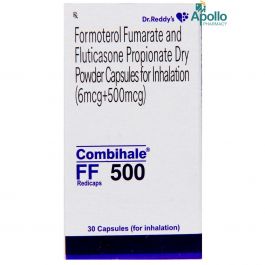 Rx
Dr.Reddy's
Apollo
PHARMACY
Formoterol Fumarate and
Fluticasone Propionate Dry
Powder Capsules for Inhalation
(6mcg+500mcg)
Combihale®
FF 500
Redicaps
30 Capsules (for inhalation)